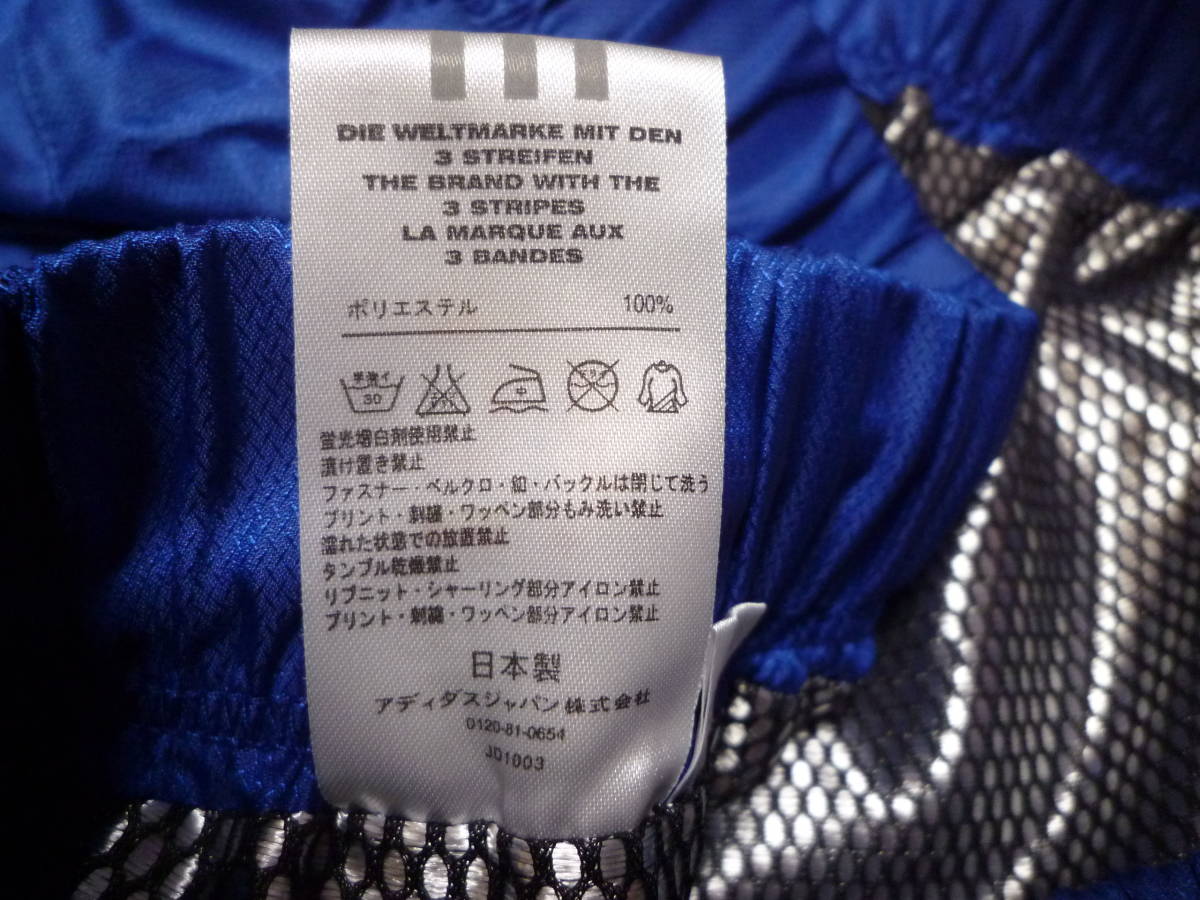 DIE WELTMARKE MIT DEN
3 STREIFEN
THE BRAND WITH THE
3 STRIPES
LA MARQUE AUX
3 BANDES
ポリエステル 100%
30
蛍光増白剤使用禁止
漬け置き禁止
ファスナー・ベルクロ・釦・バックルは閉じて洗う
プリント・刺繍・ワッペン部分もみ洗い禁止
濡れた状態での放置禁止
タンブル乾燥禁止
リブニット・シャーリング部分アイロン禁止
プリント・刺繍・ワッペン部分アイロン禁止
日本製
アディダスジャパン株式会社
0120-81-0654
J01003